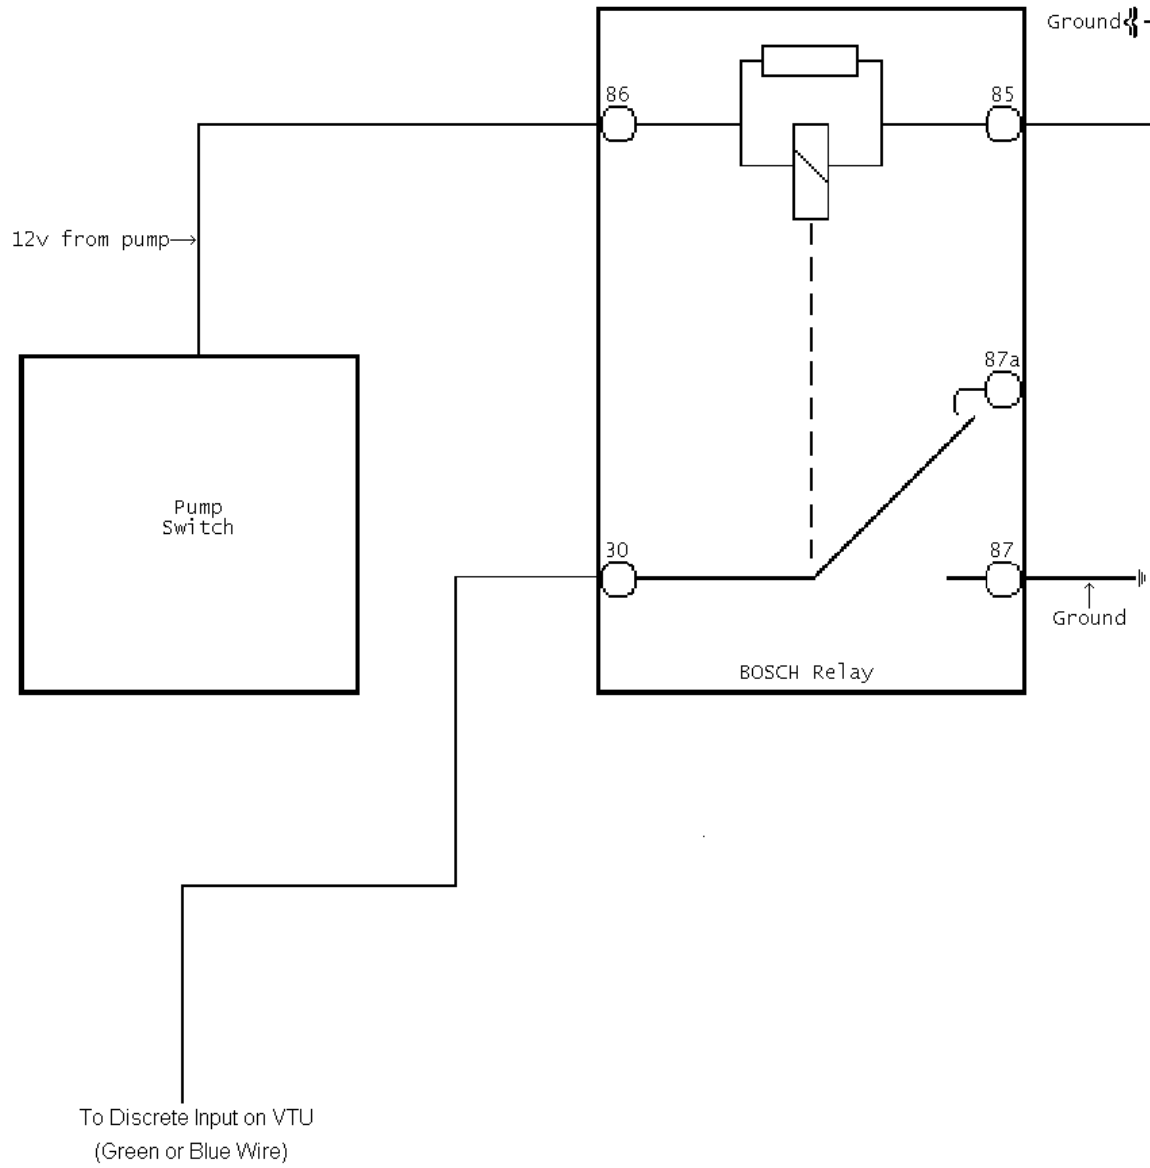 Ground
86
85
12v from pump
87a
Pump
Switch
30
87
Ground
BOSCH Relay
To Discrete Input on VTU
(Green or Blue Wire)